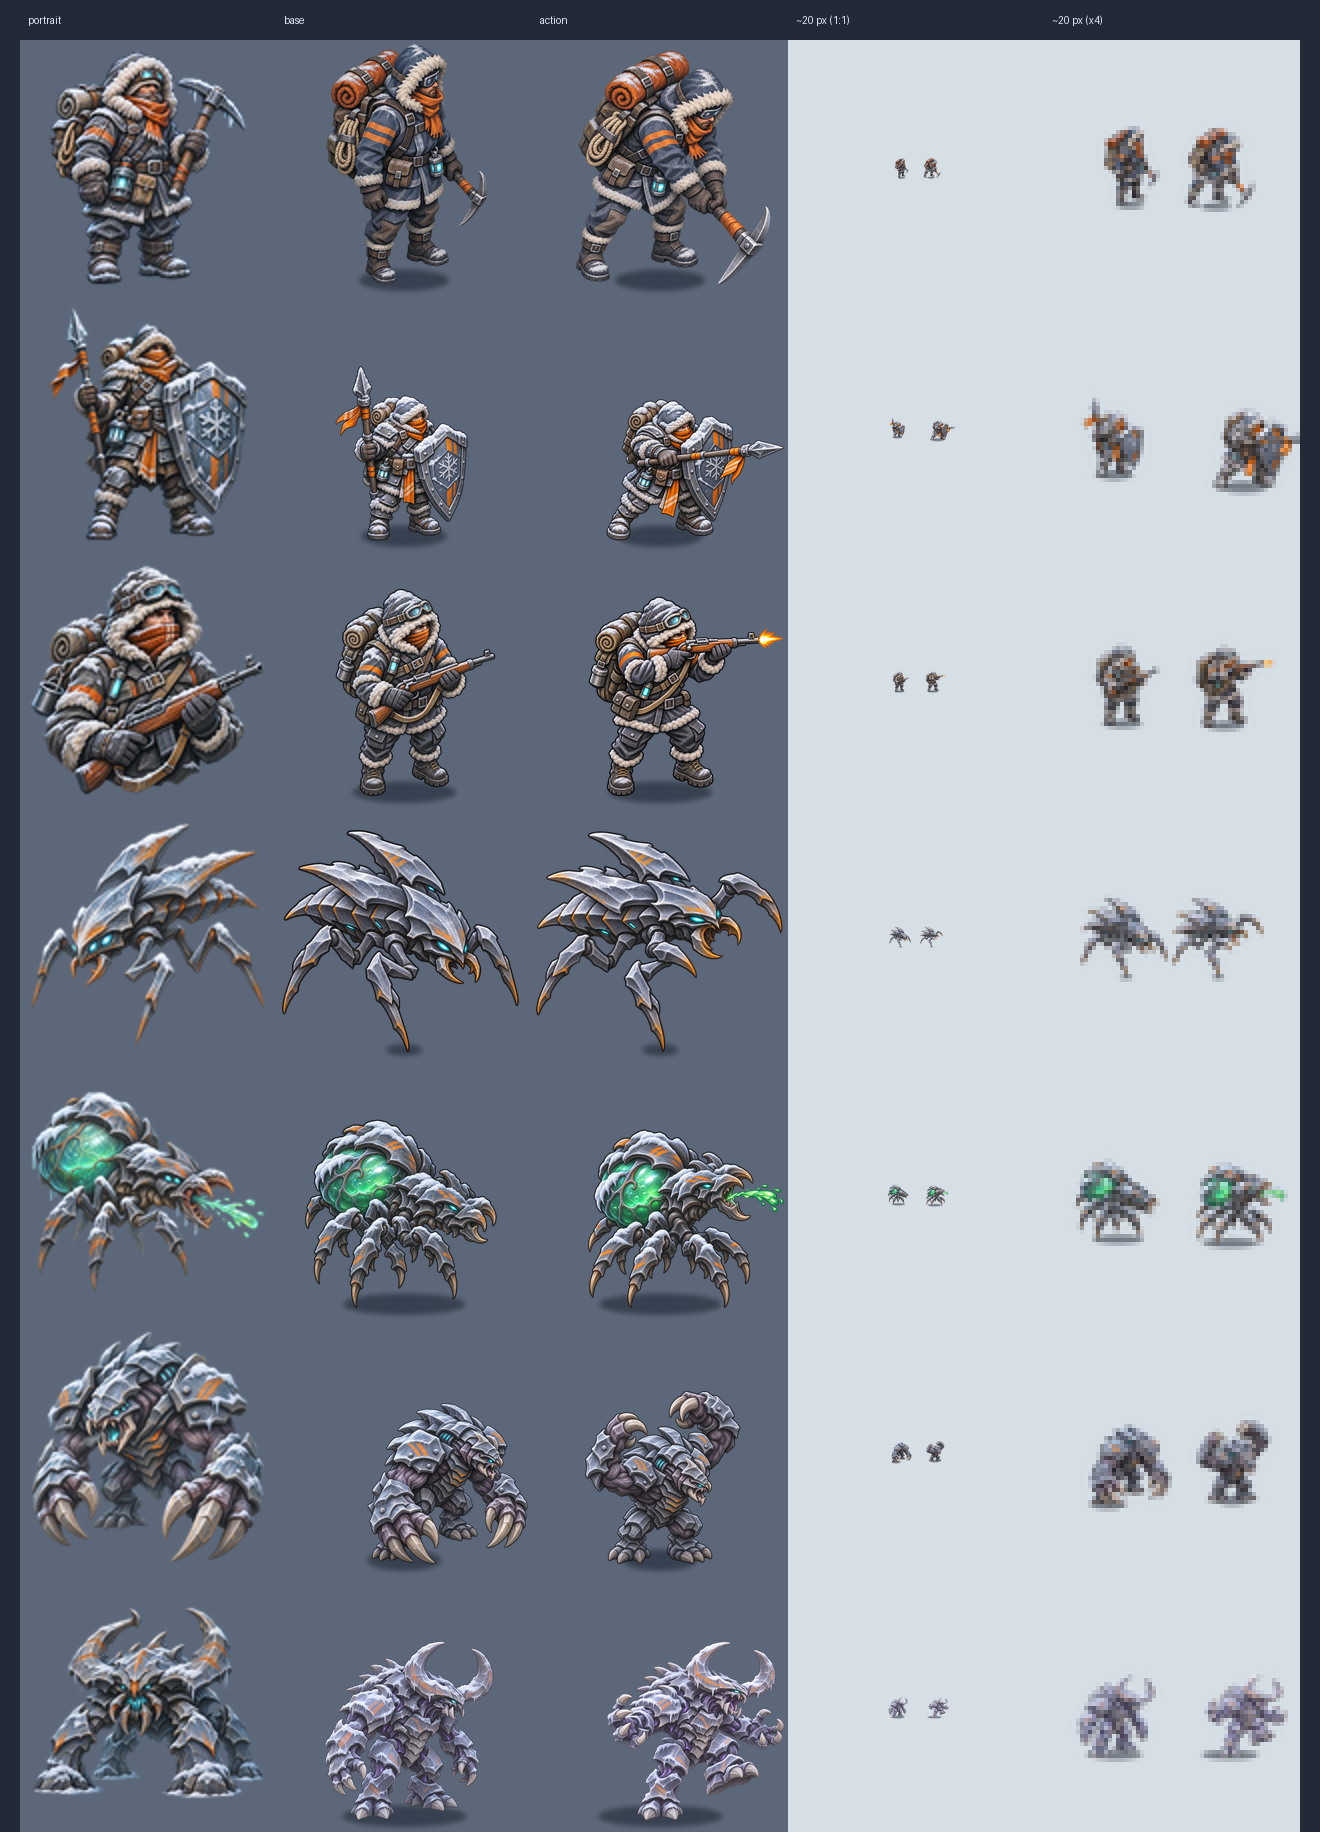 portrait
base
action
~20 px (1:1)
~20 px (x4)